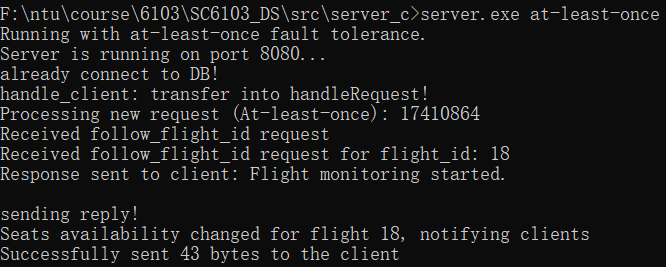 F:\ntu\course\6103\SC6103_DS\src\server_c>server.exe at-least-once
Running with at-least-once fault tolerance.
Server is running on port 8080...
already connect to DB!
handle_client: transfer into handleRequest!
Processing new request (At-least-once): 17410864
Received follow_flight_id request
Received follow_flight_id request for flight_id: 18
Response sent to client: Flight monitoring started.
sending reply!
Seats availability changed for flight 18, notifying clients
Successfully sent 43 bytes to the client